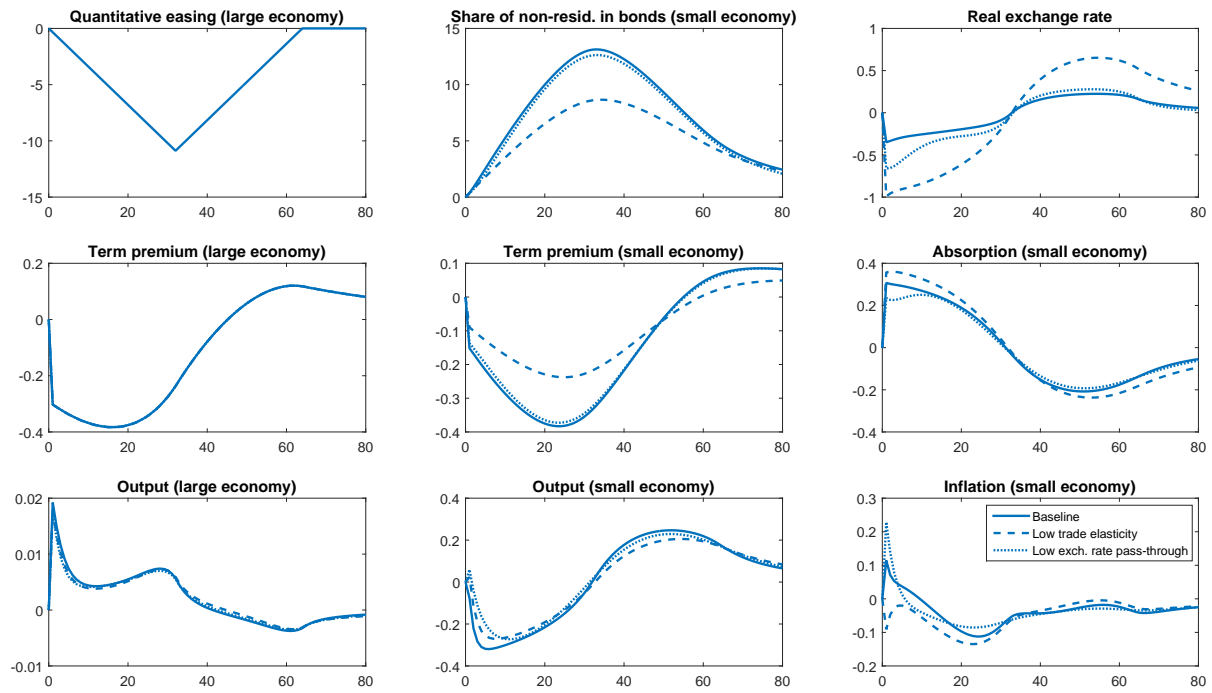 Quantitative easing (large economy)
0
-5
-10
-15
0 20 40 60 80
Share of non-resid. in bonds (small economy)
15
10
5
0
0 20 40 60 80
Real exchange rate
1
0.5
0
-0.5
-1
0 20 40 60 80
Term premium (large economy)
0.2
0
-0.2
-0.4
0 20 40 60 80
Term premium (small economy)
0.1
0
-0.1
-0.2
-0.3
-0.4
0 20 40 60 80
Absorption (small economy)
0.4
0.2
0
-0.2
-0.4
0 20 40 60 80
Output (large economy)
0.02
0.01
0
-0.01
0 20 40 60 80
Output (small economy)
0.4
0.2
0
-0.2
-0.4
0 20 40 60 80
Inflation (small economy)
0.3
0.2
0.1
0
-0.1
-0.2
0 20 40 60 80
Baseline
Low trade elasticity
Low exch. rate pass-through